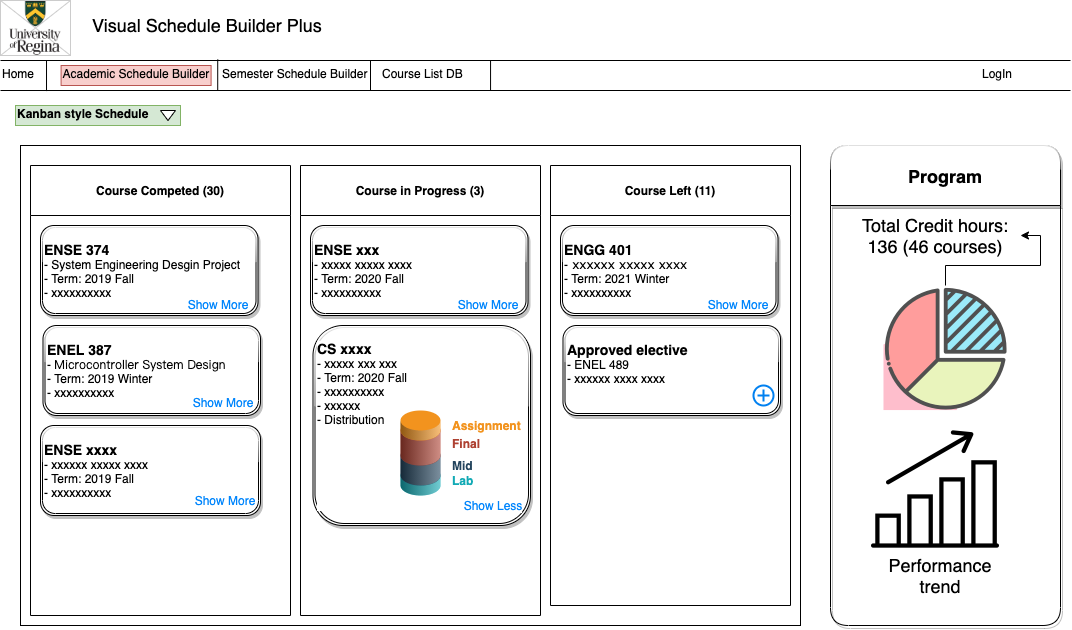 University
of Regina
Visual Schedule Builder Plus
Home
Academic Schedule Builder
Semester Schedule Builder
Course List DB
LogIn
Kanban style Schedule
Course Competed (30)
ENSE 374
- System Engineering Desgin Project
- Term: 2019 Fall
- xxxxxxxxxx
Show More
ENEL 387
- Microcontroller System Design
- Term: 2019 Winter
- xxxxxxxxxx
Show More
ENSE xxxx
- xxxxxx xxxxx xxxx
- Term: 2019 Fall
- xxxxxxxxxx
Show More
Course in Progress (3)
ENSE xxx
- xxxxx xxxxx xxxx
- Term: 2020 Fall
- xxxxxxxxxx
Show More
CS xxxx
- xxxxx xxx xxx
- Term: 2020 Fall
- xxxxxxxxxx
- xxxxxx
- Distribution
Assignment
Final
Mid
Lab
Show Less
Course Left (11)
ENGG 401
- xxxxxx xxxxx xxxx
- Term: 2021 Winter
- xxxxxxxxxx
Show More
Approved elective
- ENEL 489
- xxxxxx xxxx xxxx
Program
Total Credit hours:
136 (46 courses)
Performance
trend